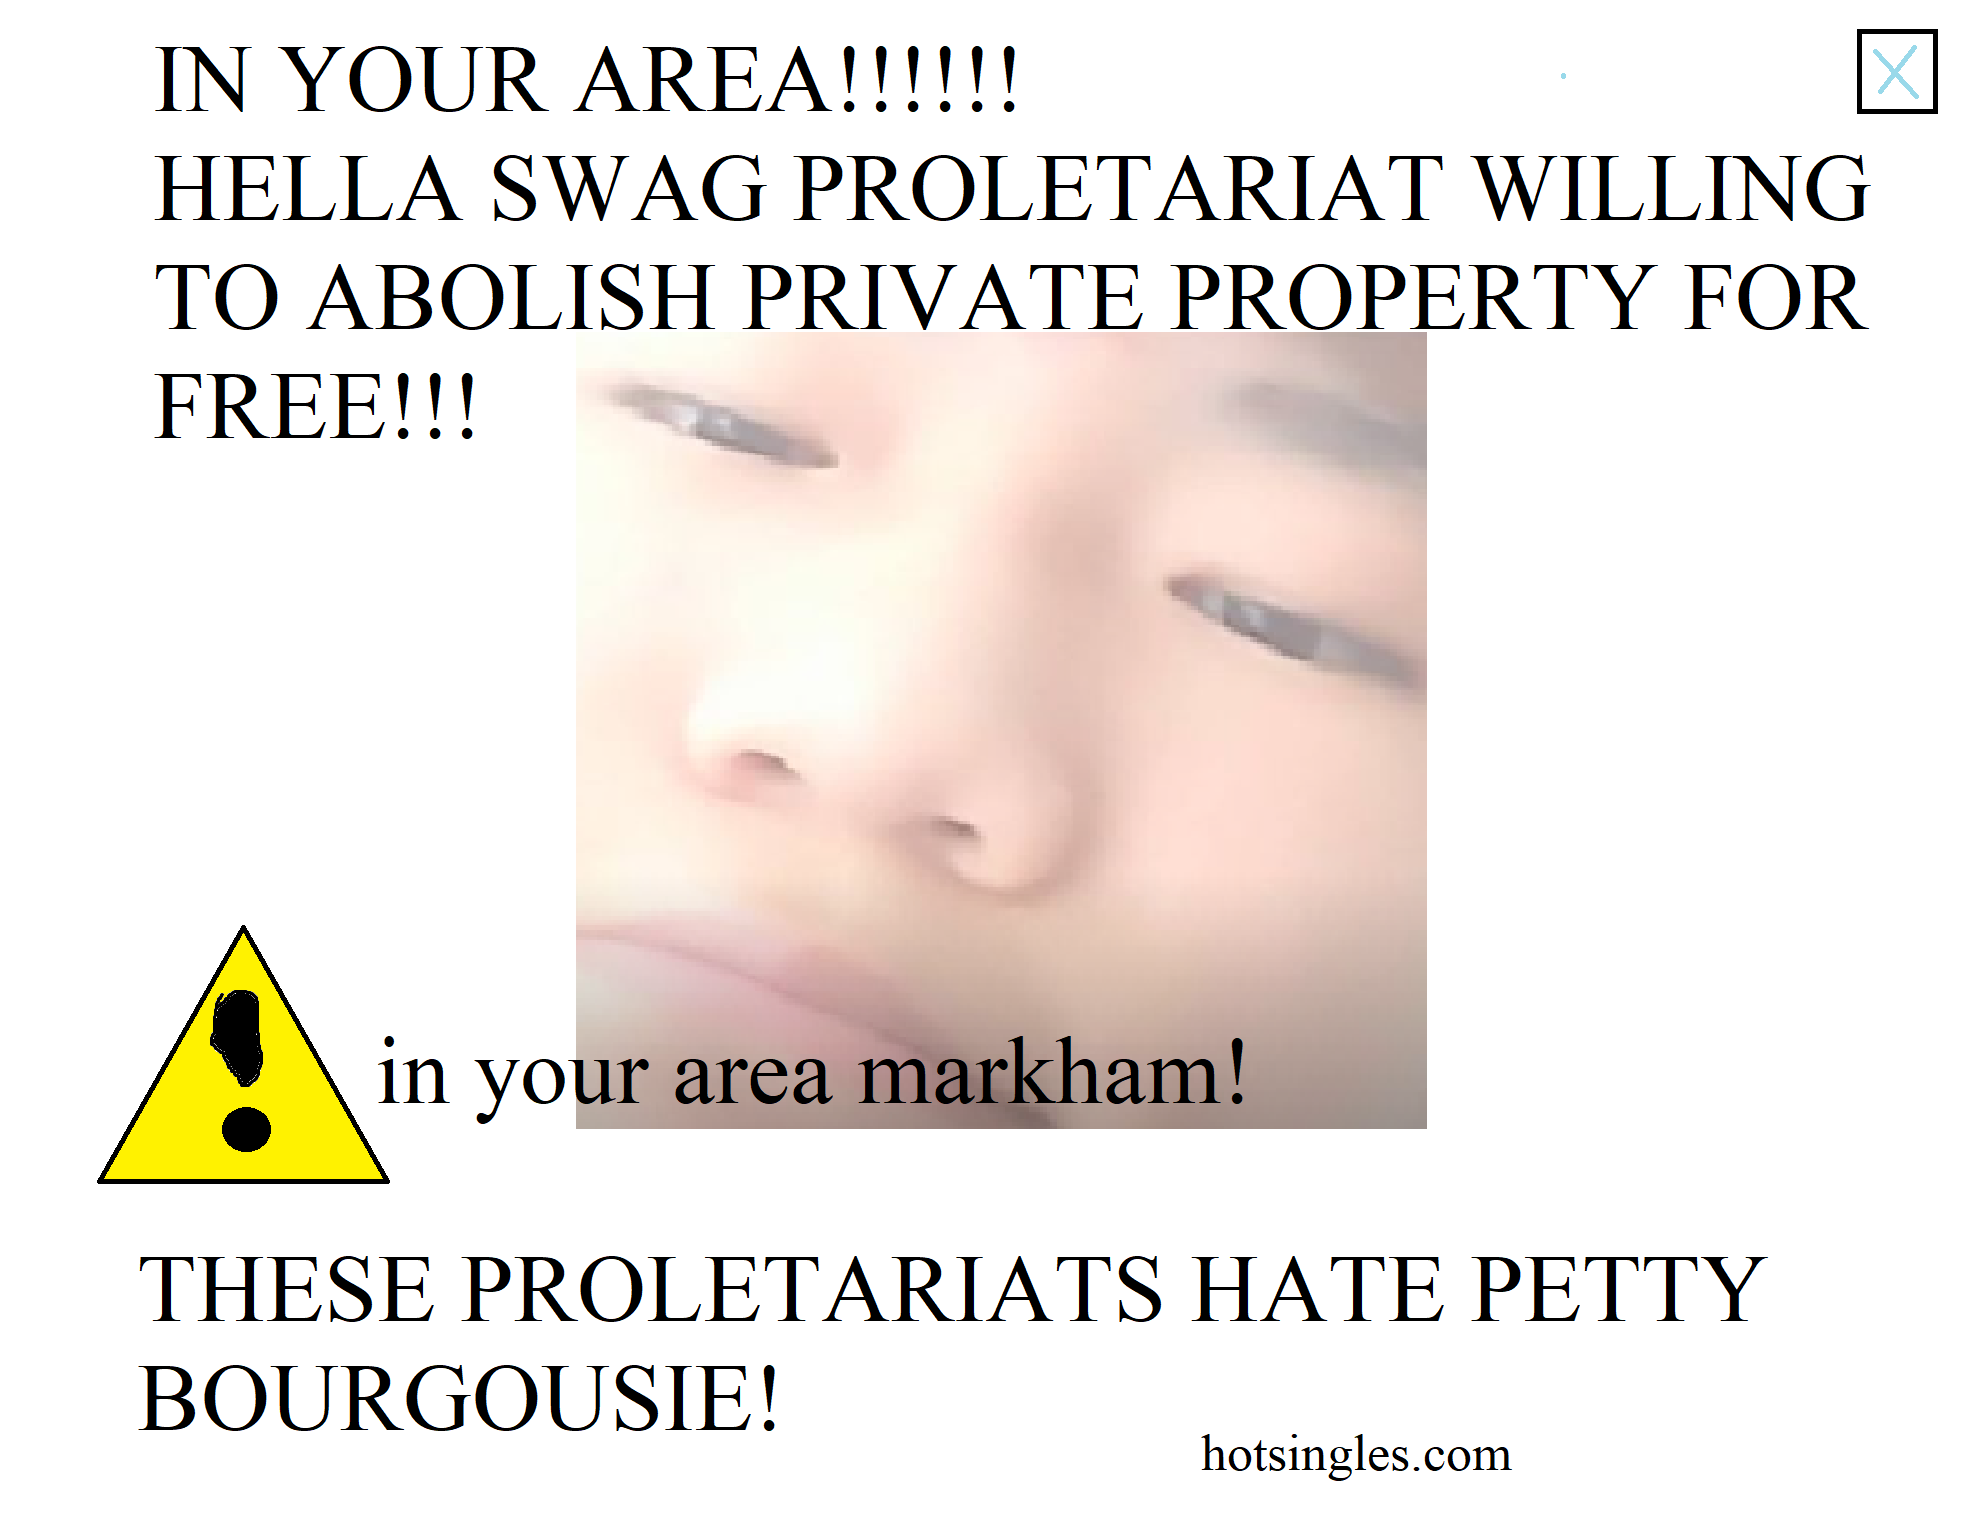 IN YOUR AREA!!!!!!
HELLA SWAG PROLETARIAT WILLING
TO ABOLISH PRIVATE PROPERTY FOR
FREE!!!
in your area markham!
THESE PROLETARIATS HATE PETTY
BOURGOUSIE!
hotsingles.com